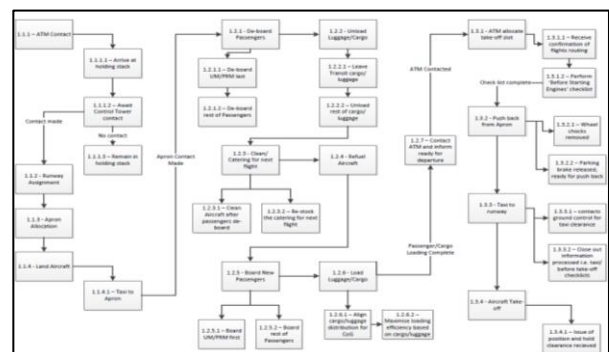 1.1.1 – ATM Contact
1.1.1.1 – Arrive at
holding stack
1.1.1.2 – Await
Control Tower
contact
Contact made
No contact
1.1.1.3 – Remain in
holding stack
1.1.2 – Runway
Assignment
1.1.3 – Apron
Allocation
1.1.4 – Land Aircraft
1.1.4.1 – Taxi to
Apron
Apron Contact
Made
1.2.1 – De-board
Passengers
1.2.1.1 – De-board
UM/PRM last
1.2.1.2 – De-board
rest of Passengers
1.2.2 – Unload
Luggage/Cargo
1.2.2.1 – Leave
Transit cargo/
luggage
1.2.2.2 – Unload
rest of cargo/
luggage
1.2.3 – Clean/
Catering for next
flight
1.2.3.1 – Clean
Aircraft after
passengers de-
board
1.2.3.2 – Re-stock
the catering for next
flight
1.2.4 – Refuel
Aircraft
1.2.5 – Board New
Passengers
1.2.5.1 – Board
UM/PRM first
1.2.5.2 – Board
rest of
Passengers
1.2.6 – Load
Luggage/Cargo
1.2.6.1 – Align
cargo/luggage
distribution for
CoG
1.2.6.2 –
Maximise loading
efficiency based
on cargo/luggage
Passenger/Cargo
Loading Complete
1.2.7 – Contact
ATM and inform
ready for
departure
ATM Contacted
1.3.1 - ATM allocate
take-off slot
1.3.1.1 – Receive
confirmation of
flights routing
1.3.1.2 – Perform
'Before Starting
Engines' checklist
Check list complete
1.3.2 – Push back
from Apron
1.3.2.1 – Wheel
chocks
removed
1.3.2.2 – Parking
brake released,
ready for push back
1.3.3 – Taxi to
runway
1.3.3.1 – contacts
ground control for
taxi clearance
1.3.3.2 – Close out
information
processed i.e. taxi/
before take-off
checklists
1.3.4 – Aircraft Take-
off
1.3.4.1 – Issue of
position and hold
clearance recieved